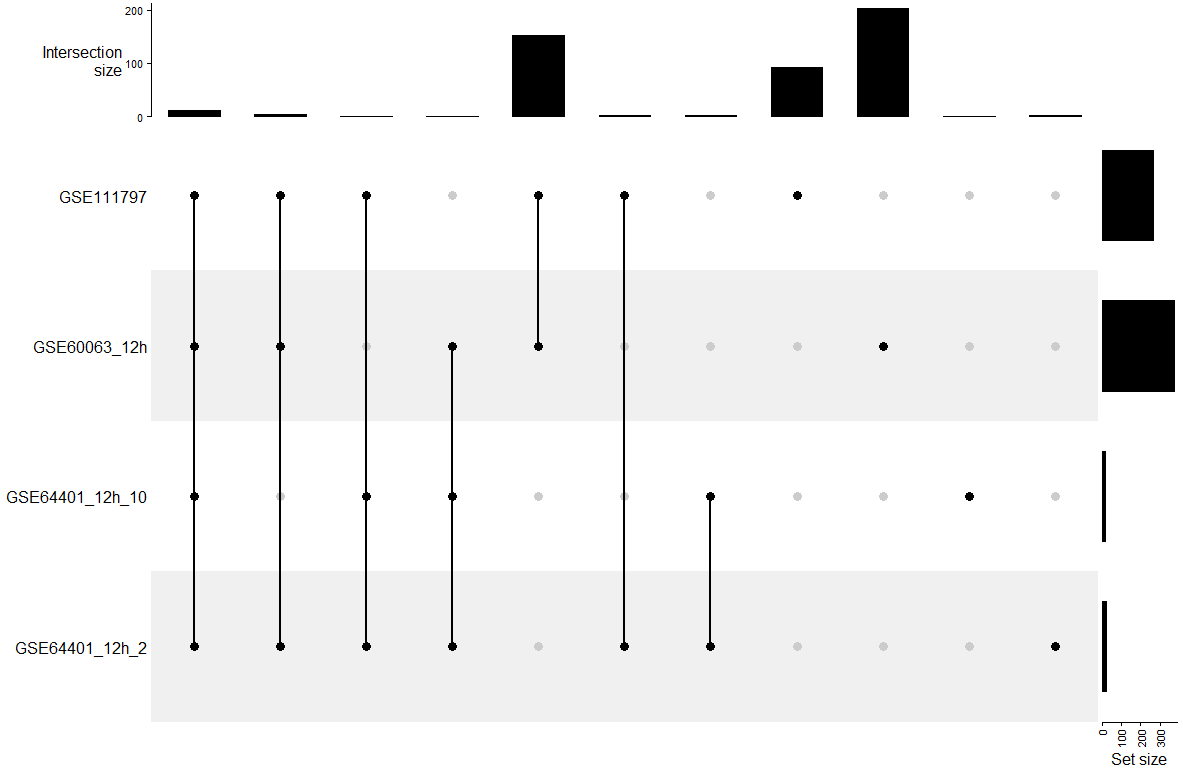 200
Intersection
size
100
0
GSE111797
GSE60063_12h
GSE64401_12h_10
GSE64401_12h_2
0
100
200
300
Set size